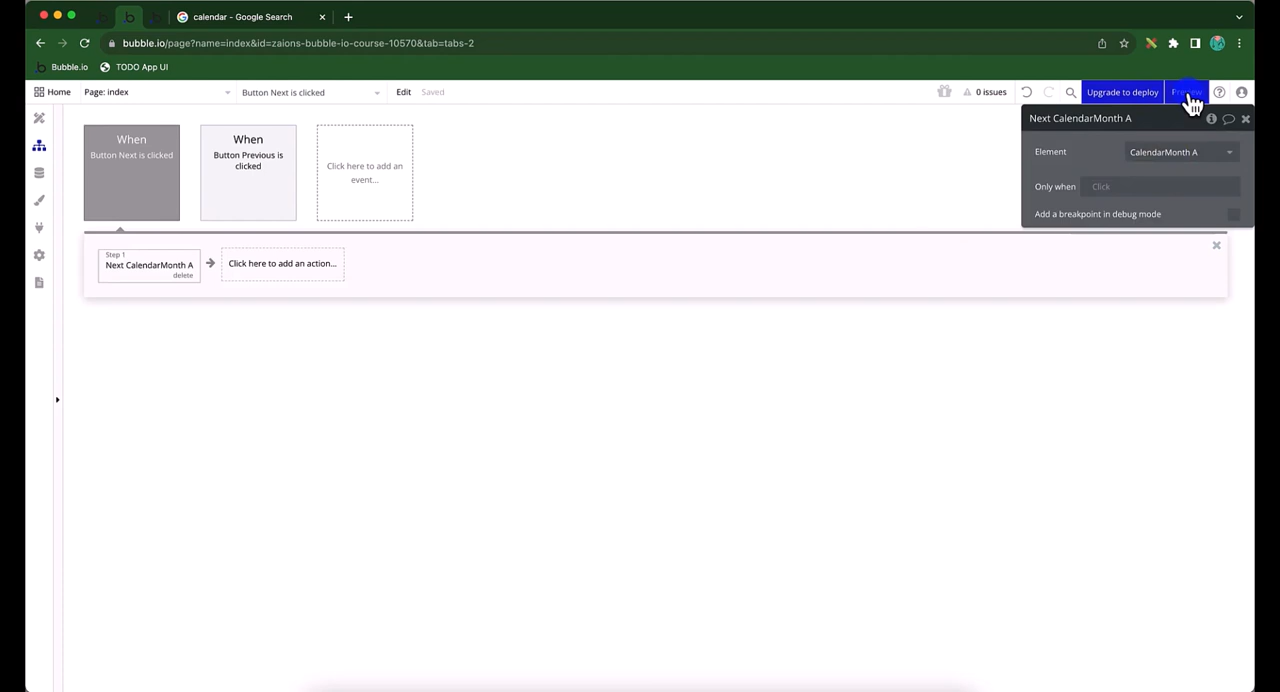 calendar - Google Search
bubble.io/page?name=index&id=zaions-bubble-io-course-10570&tab=tabs-2
Bubble.io
TODO App UI
Home
Page: index
Button Next is clicked
Edit
Saved
0 issues
Upgrade to deploy
Preview
When
Button Next is clicked
When
Button Previous is
clicked
Click here to add an
event...
Next CalendarMonth A
Element
CalendarMonth A
Only when
Click
Add a breakpoint in debug mode
Step 1
Next CalendarMonth A
delete
Click here to add an action...